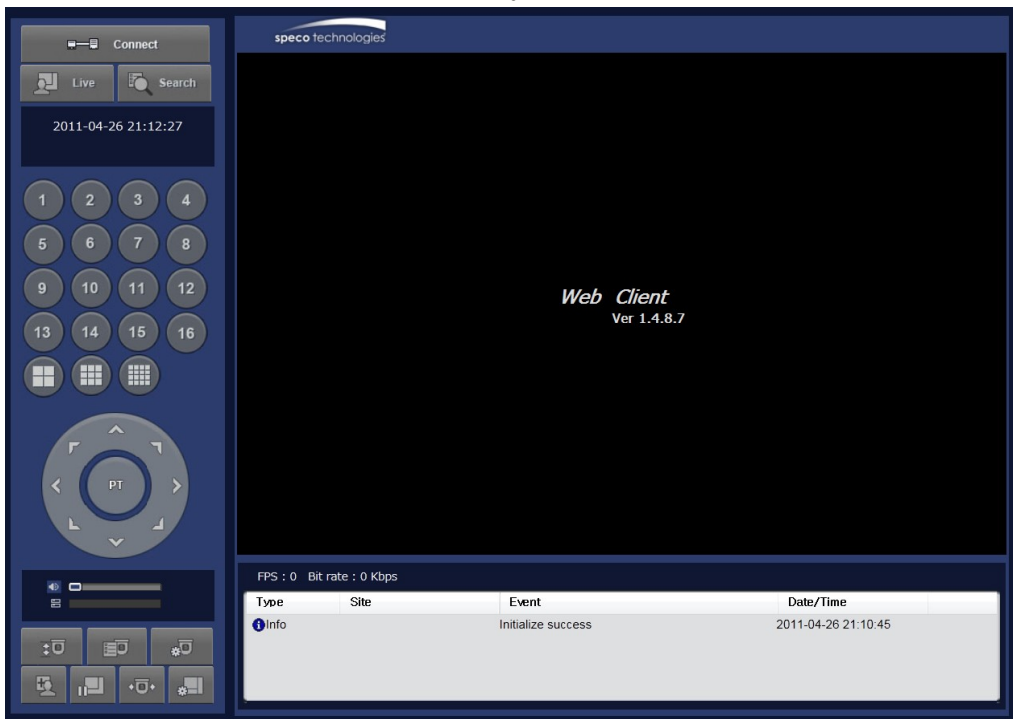 Connect
Live
Search
2011-04-26 21:12:27
1
2
3
4
5
6
7
8
9
10
11
12
13
14
15
16
PT
speco technologies
Web Client
Ver 1.4.8.7
FPS : 0 Bit rate : 0 Kbps
Type Site Event Date/Time
Info Initialize success 2011-04-26 21:10:45